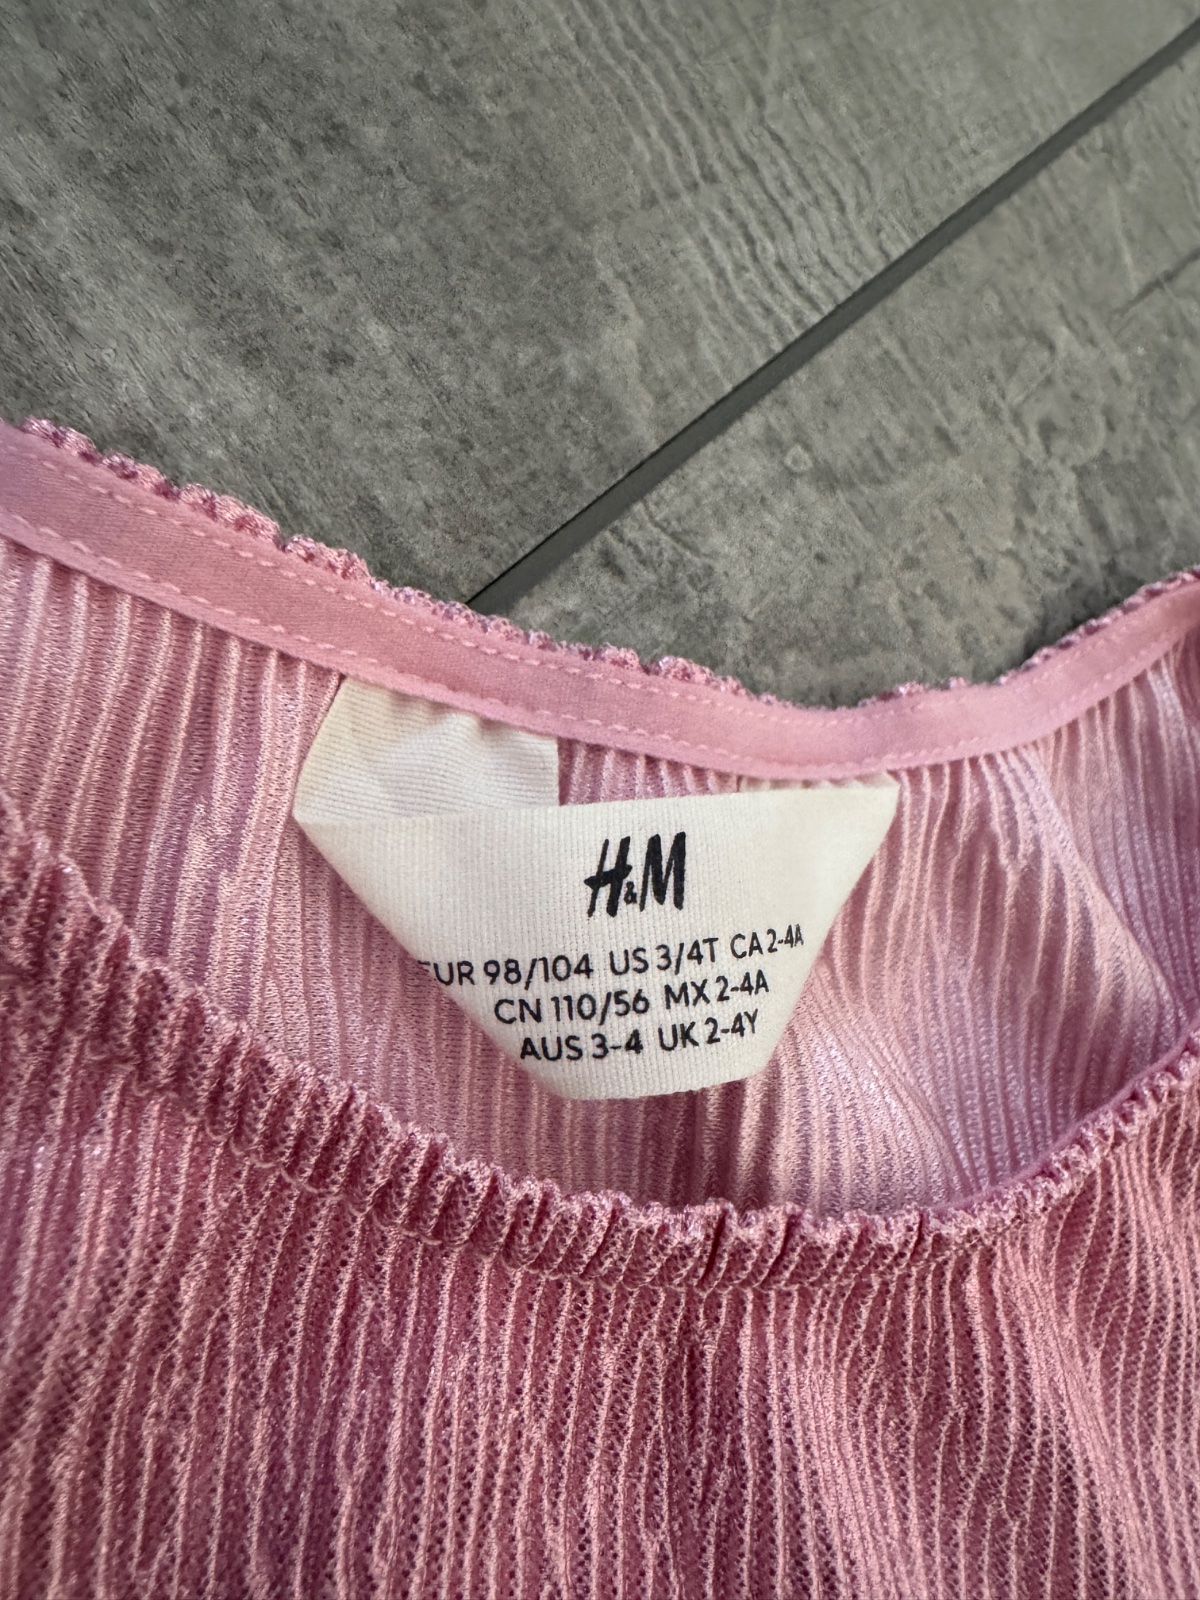 H&M
EUR 98/104 US 3/4T CA 2-4A
CN 110/56 MX 2-4A
AUS 3-4 UK 2-4Y